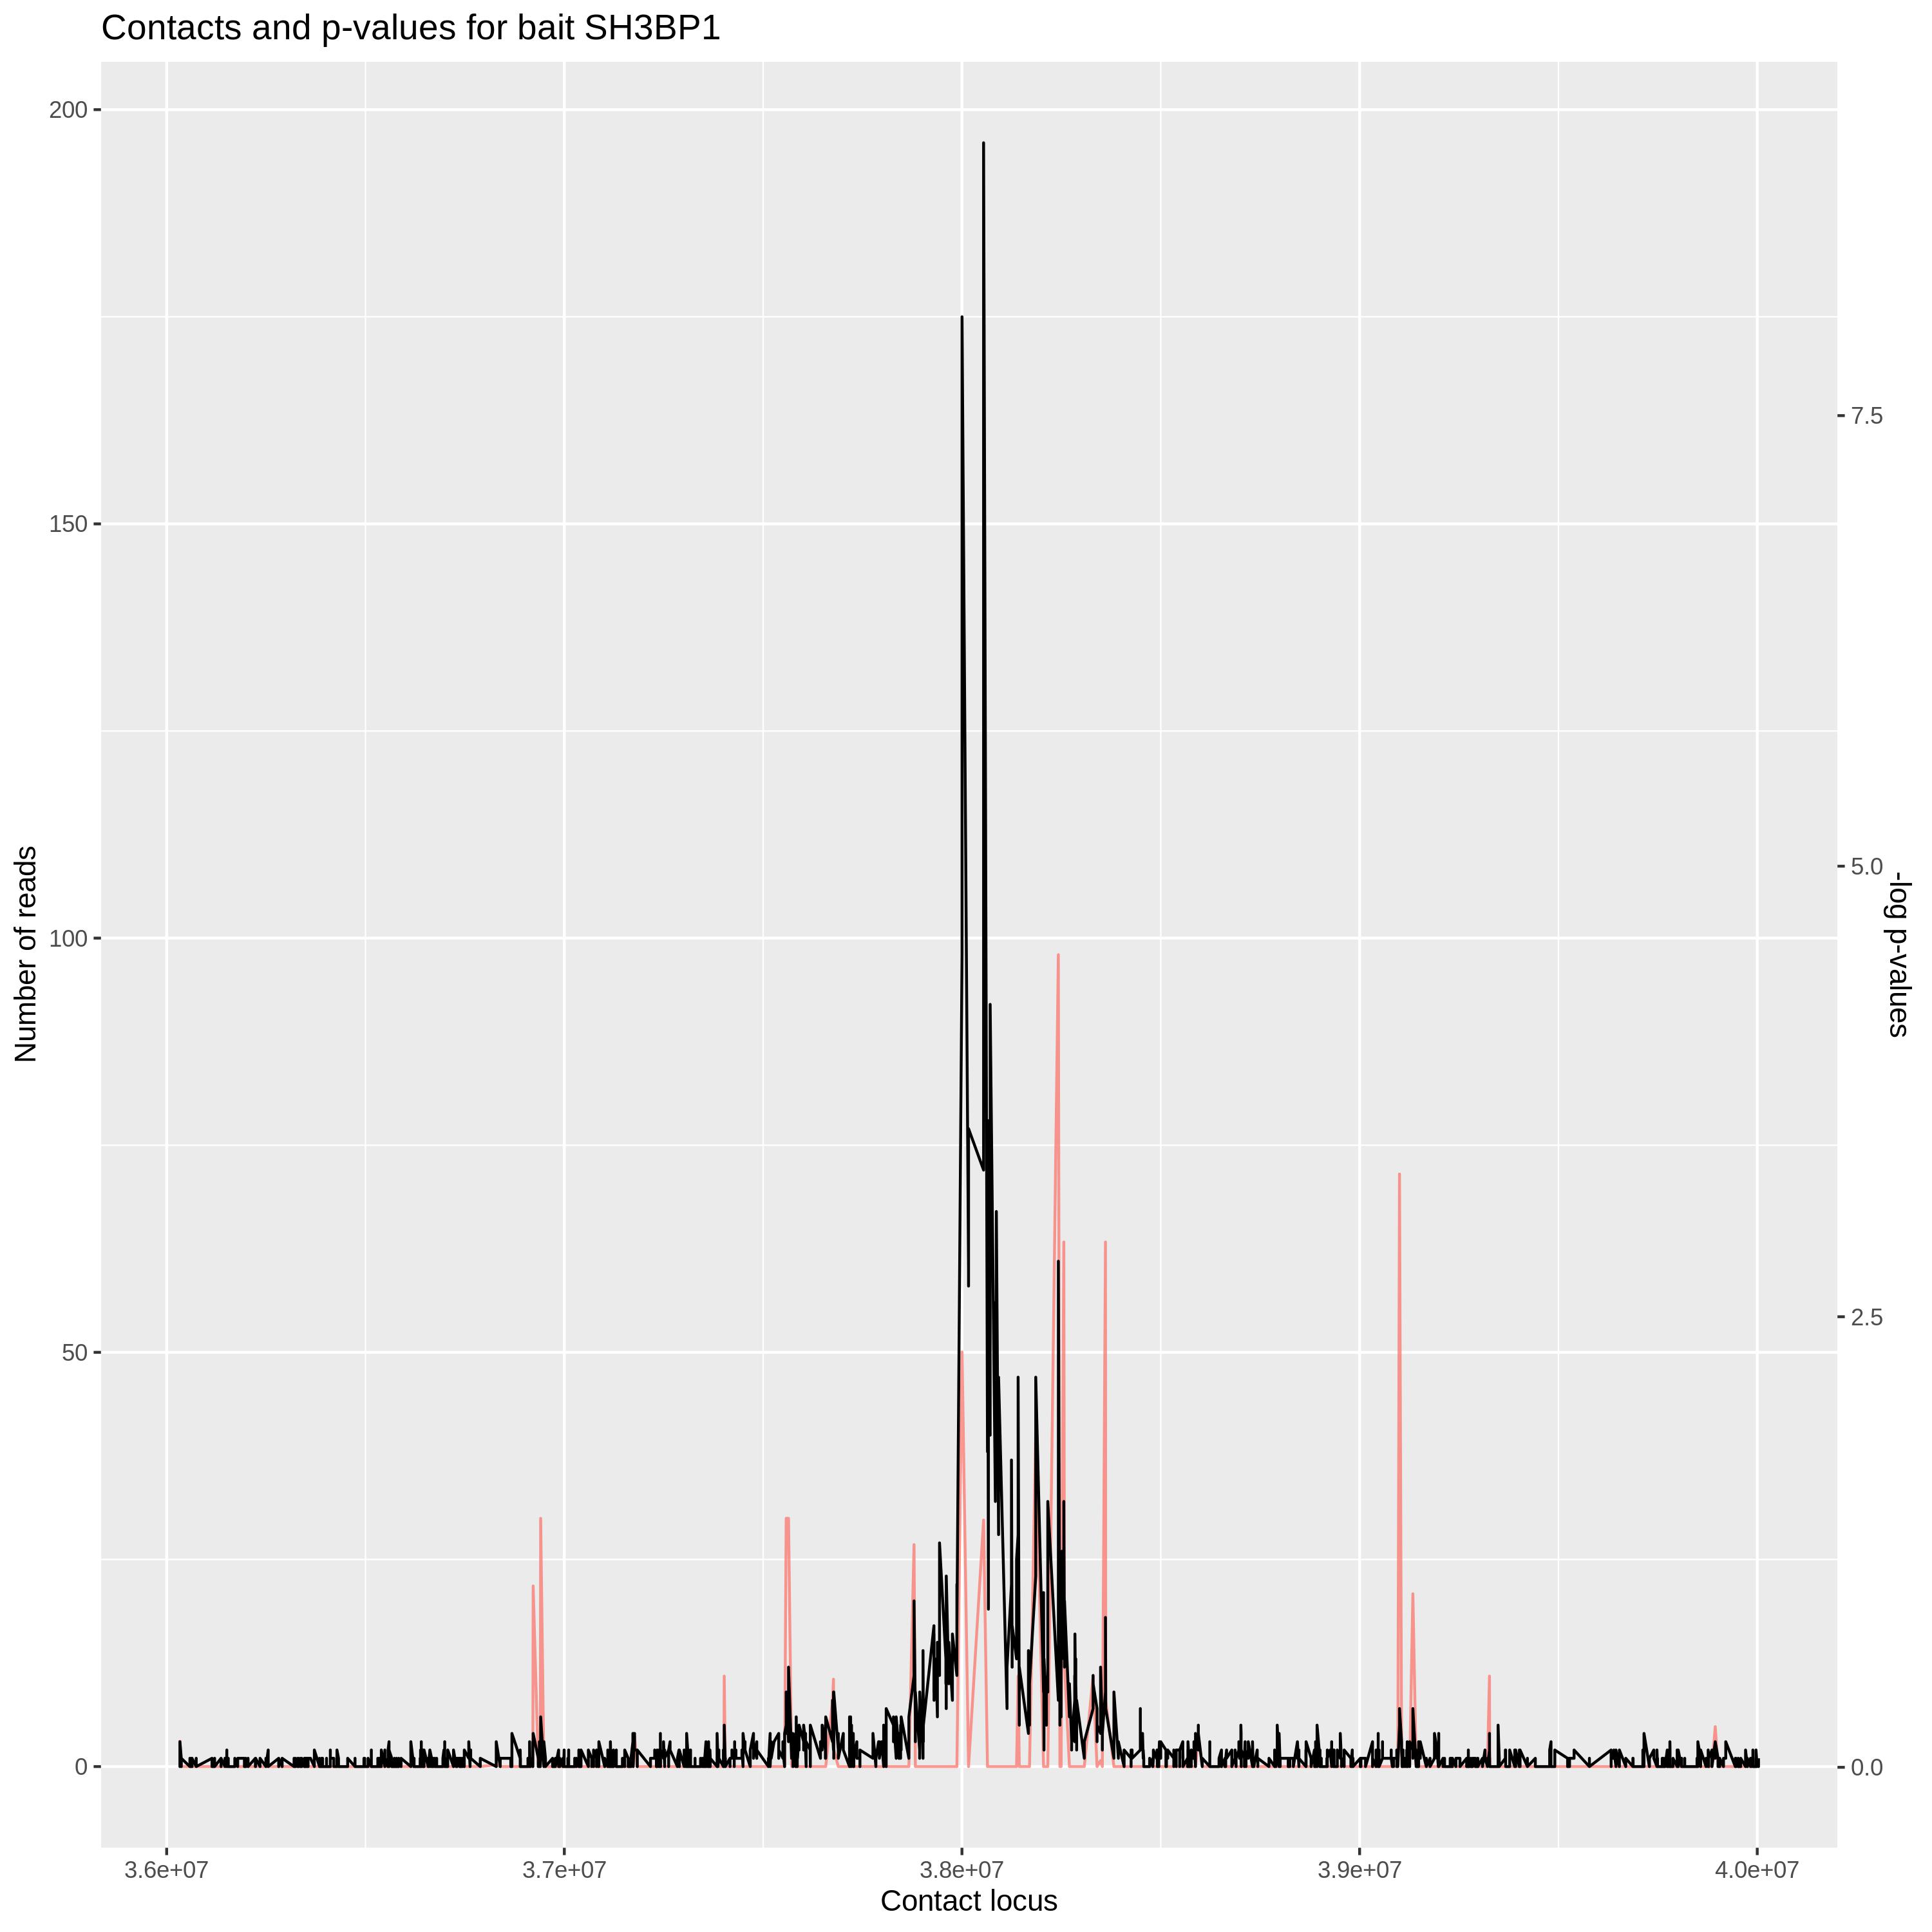 Contacts and p-values for bait SH3BP1
200
150
100
50
0
Number of reads
7.5
5.0
2.5
0.0
-log p-values
3.6e+07 3.7e+07 3.8e+07 3.9e+07 4.0e+07
Contact locus